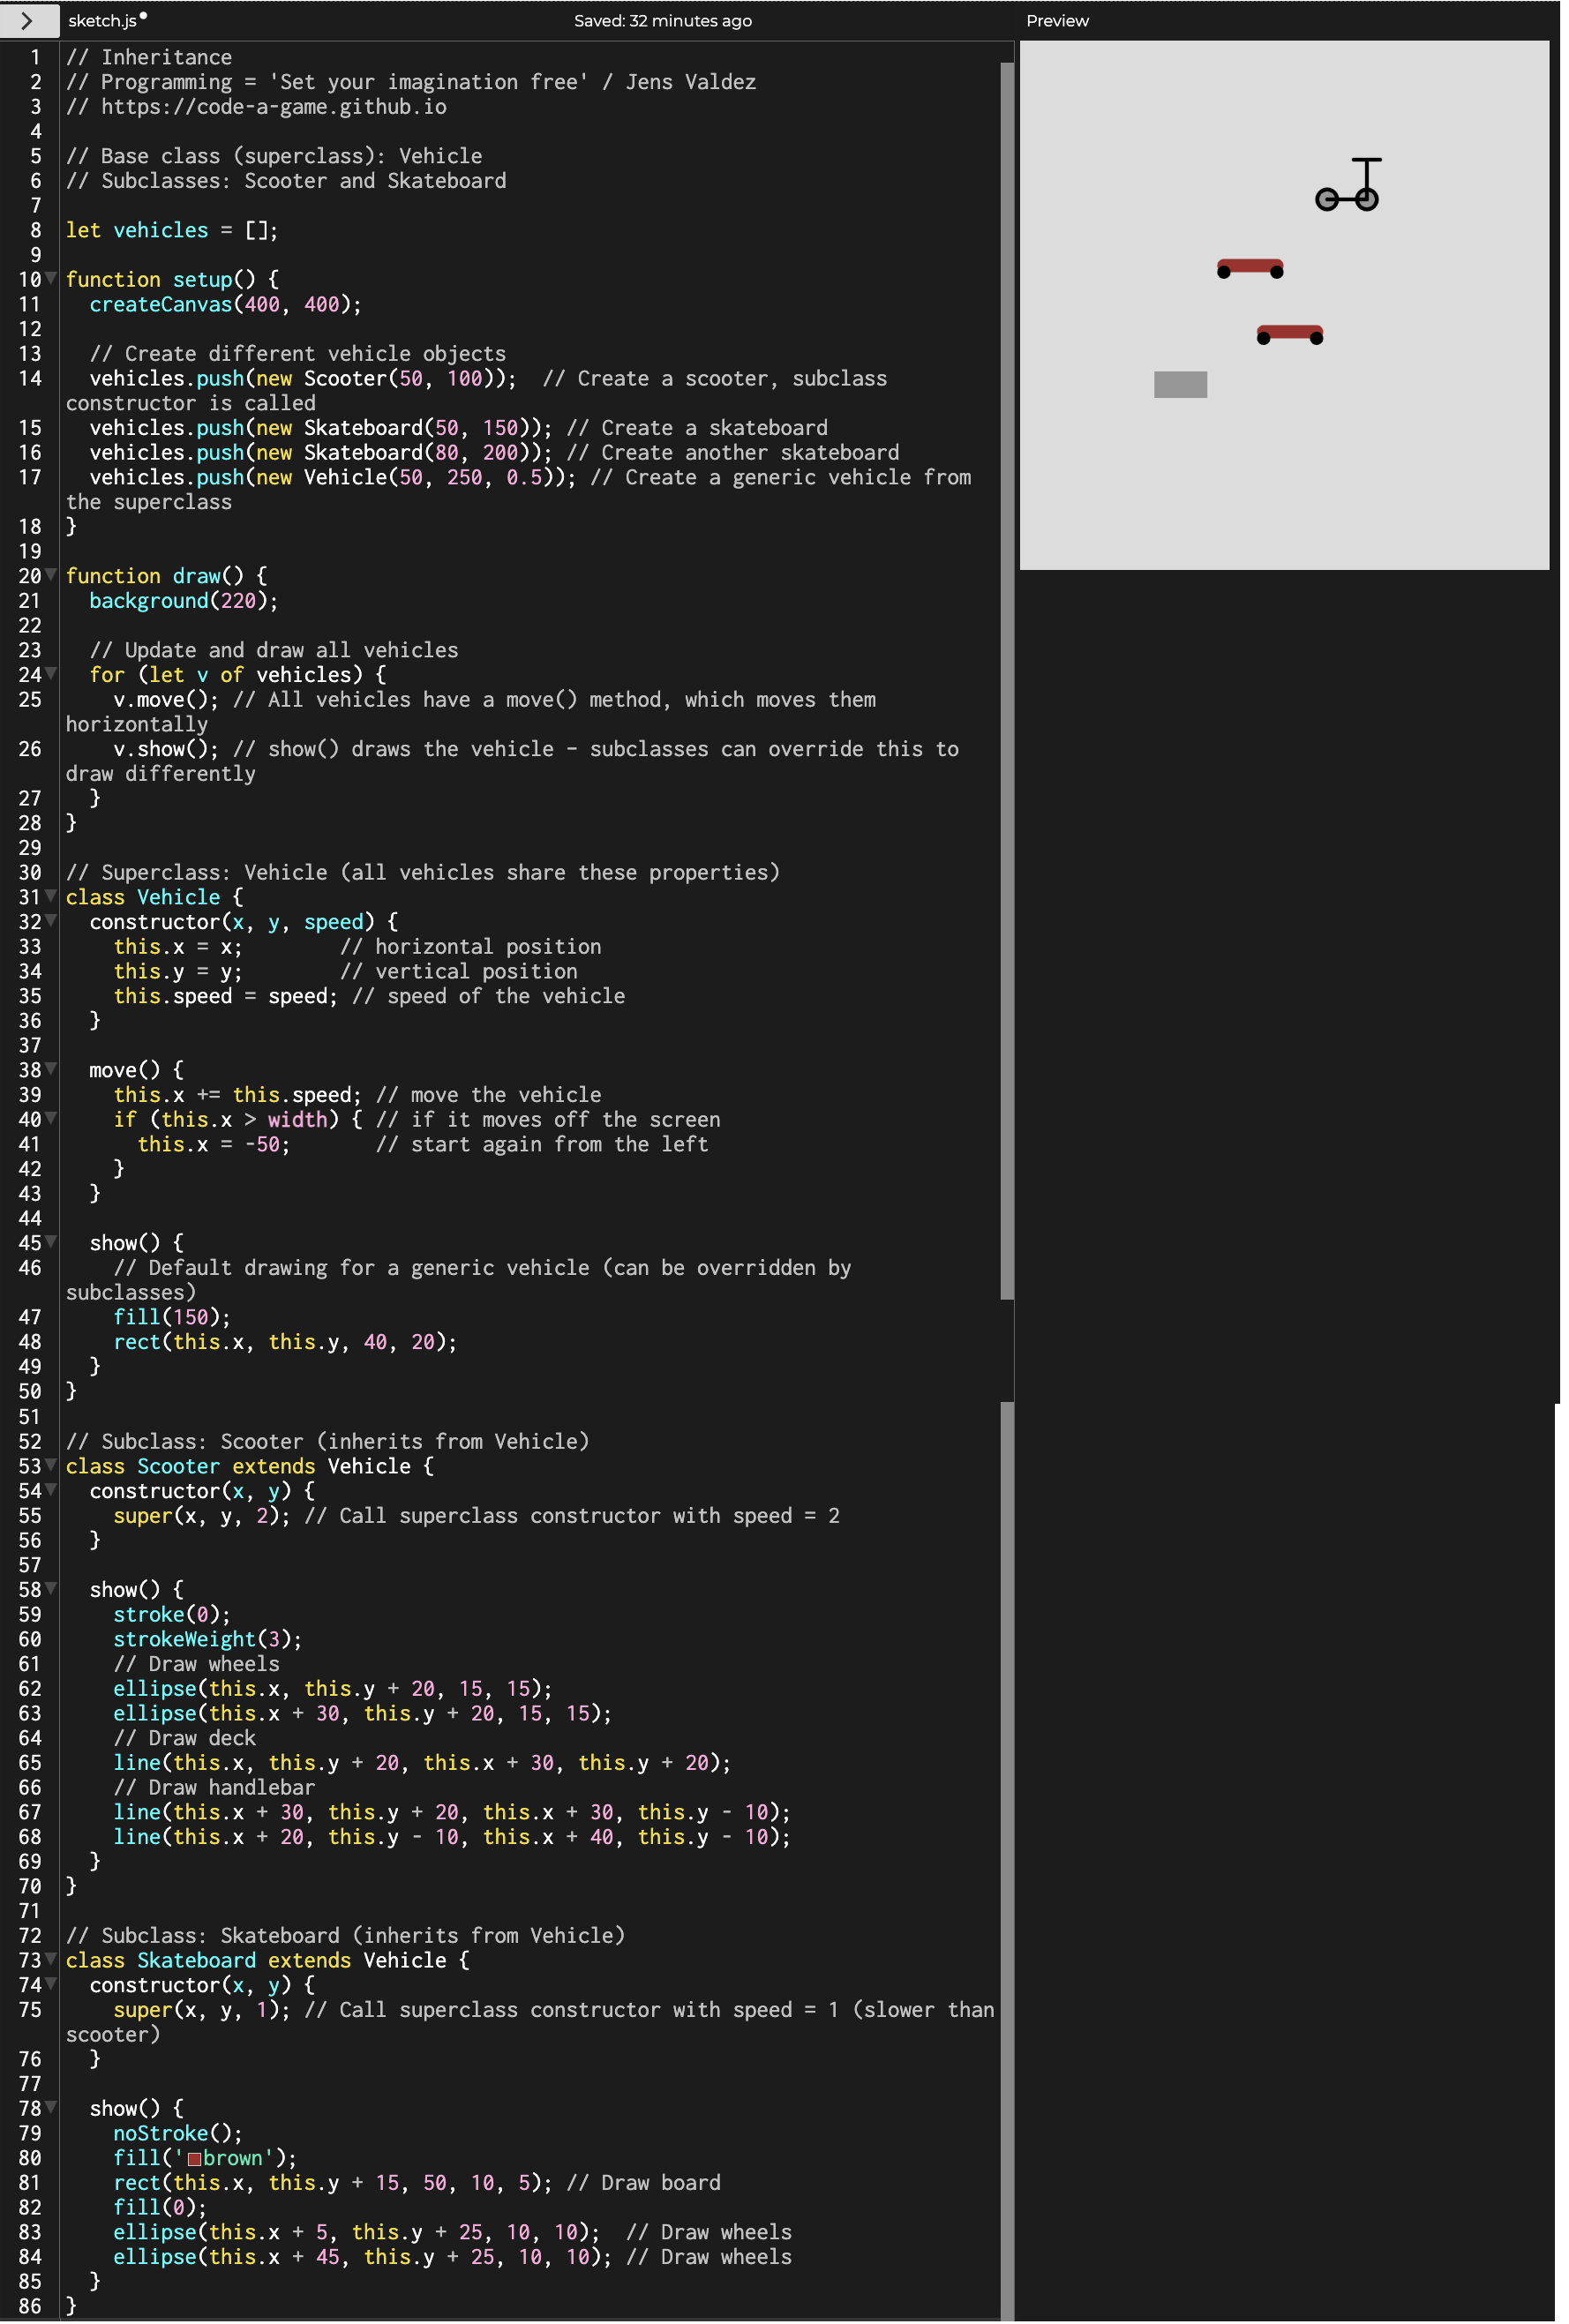 sketch.js
Saved: 32 minutes ago
Preview
1 // Inheritance
2 // Programming = 'Set your imagination free' / Jens Valdez
3 // https://code-a-game.github.io
4
5 // Base class (superclass): Vehicle
6 // Subclasses: Scooter and Skateboard
7
8 let vehicles = [];
9
10 function setup() {
11   createCanvas(400, 400);
12
13   // Create different vehicle objects
14   vehicles.push(new Scooter(50, 100));  // Create a scooter, subclass
constructor is called
15   vehicles.push(new Skateboard(50, 150)); // Create a skateboard
16   vehicles.push(new Skateboard(80, 200)); // Create another skateboard
17   vehicles.push(new Vehicle(50, 250, 0.5)); // Create a generic vehicle from
the superclass
18 }
19
20 function draw() {
21   background(220);
22
23   // Update and draw all vehicles
24   for (let v of vehicles) {
25     v.move(); // All vehicles have a move() method, which moves them
horizontally
26     v.show(); // show() draws the vehicle – subclasses can override this to
draw differently
27   }
28 }
29
30 // Superclass: Vehicle (all vehicles share these properties)
31 class Vehicle {
32   constructor(x, y, speed) {
33     this.x = x;        // horizontal position
34     this.y = y;        // vertical position
35     this.speed = speed; // speed of the vehicle
36   }
37
38   move() {
39     this.x += this.speed; // move the vehicle
40     if (this.x > width) { // if it moves off the screen
41       this.x = -50;       // start again from the left
42     }
43   }
44
45   show() {
46     // Default drawing for a generic vehicle (can be overridden by
subclasses)
47     fill(150);
48     rect(this.x, this.y, 40, 20);
49   }
50 }
51
52 // Subclass: Scooter (inherits from Vehicle)
53 class Scooter extends Vehicle {
54   constructor(x, y) {
55     super(x, y, 2); // Call superclass constructor with speed = 2
56   }
57
58   show() {
59     stroke(0);
60     strokeWeight(3);
61     // Draw wheels
62     ellipse(this.x, this.y + 20, 15, 15);
63     ellipse(this.x + 30, this.y + 20, 15, 15);
64     // Draw deck
65     line(this.x, this.y + 20, this.x + 30, this.y + 20);
66     // Draw handlebar
67     line(this.x + 30, this.y + 20, this.x + 30, this.y - 10);
68     line(this.x + 20, this.y - 10, this.x + 40, this.y - 10);
69   }
70 }
71
72 // Subclass: Skateboard (inherits from Vehicle)
73 class Skateboard extends Vehicle {
74   constructor(x, y) {
75     super(x, y, 1); // Call superclass constructor with speed = 1 (slower than
scooter)
76   }
77
78   show() {
79     noStroke();
80     fill('brown');
81     rect(this.x, this.y + 15, 50, 10, 5); // Draw board
82     fill(0);
83     ellipse(this.x + 5, this.y + 25, 10, 10);  // Draw wheels
84     ellipse(this.x + 45, this.y + 25, 10, 10); // Draw wheels
85   }
86 }